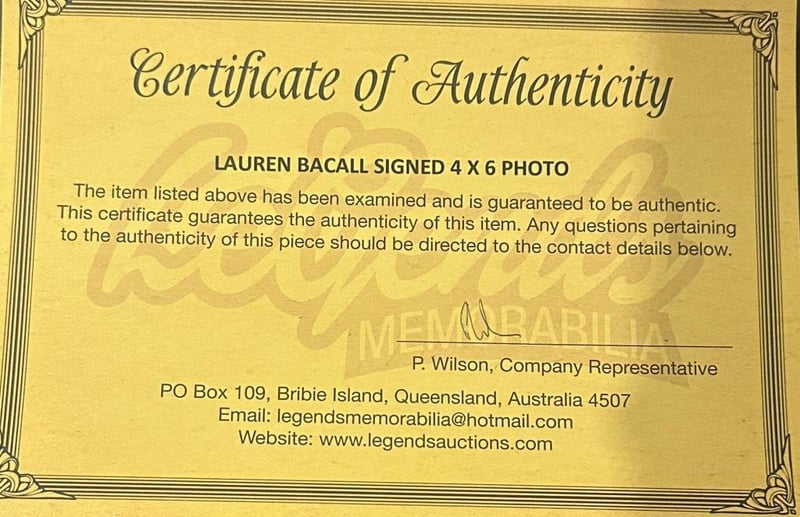 Certificate of Authenticity
LAUREN BACALL SIGNED 4 X 6 PHOTO
The item listed above has been examined and is guaranteed to be authentic.
This certificate guarantees the authenticity of this item. Any questions pertaining
to the authenticity of this piece should be directed to the contact details below.
Legends
MEMORABILIA
P. Wilson, Company Representative
PO Box 109, Bribie Island, Queensland, Australia 4507
Email: legendsmemorabilia@hotmail.com
Website: www.legendsauctions.com